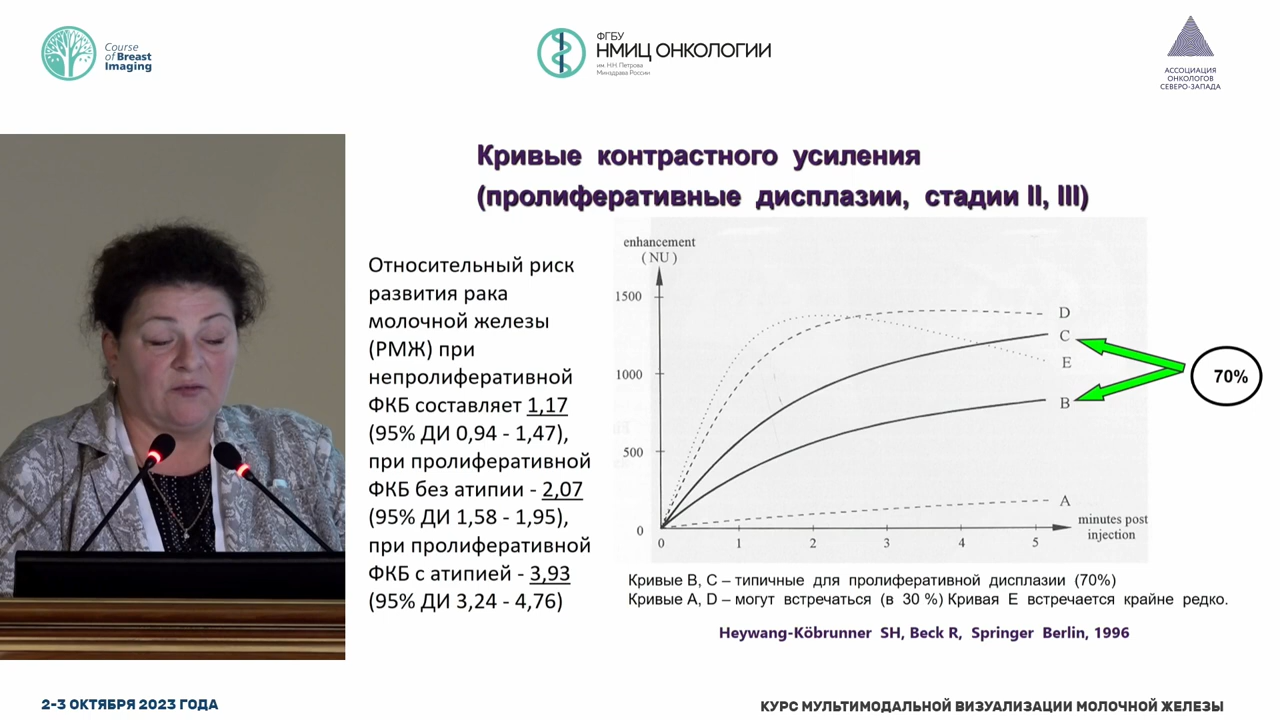 Course
of Breast
Imaging
ФГБУ
НМИЦ ОНКОЛОГИИ
им. Н.Н. Петрова
Минздрава России
АССОЦИАЦИЯ
ОНКОЛОГОВ
СЕВЕРО-ЗАПАДА
Кривые контрастного усиления
(пролиферативные дисплазии, стадии II, III)
Относительный риск
развития рака
молочной железы
(РМЖ) при
непролиферативной
ФКБ составляет 1,17
(95% ДИ 0,94 - 1,47),
при пролиферативной
ФКБ без атипии - 2,07
(95% ДИ 1,58 - 1,95),
при пролиферативной
ФКБ с атипией - 3,93
(95% ДИ 3,24 - 4,76)
enhancement
( NU )
1500
1000
500
0
0 1 2 3 4 5
minutes post
injection
D
C
E
B
A
70%
Кривые B, C – типичные для пролиферативной дисплазии (70%)
Кривые A, D – могут встречаться (в 30 %) Кривая E встречается крайне редко.
Heywang-Köbrunner SH, Beck R, Springer Berlin, 1996
2-3 ОКТЯБРЯ 2023 ГОДА
КУРС МУЛЬТИМОДАЛЬНОЙ ВИЗУАЛИЗАЦИИ МОЛОЧНОЙ ЖЕЛЕЗЫ